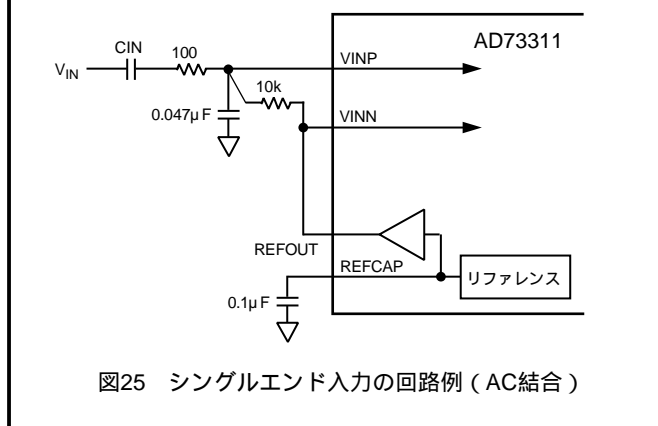 CIN
100
AD73311
VIN
VINP
10k
0.047μF
VINN
REFOUT
REFCAP
リファレンス
0.1μF
図25 シングルエンド入力の回路例（AC結合）